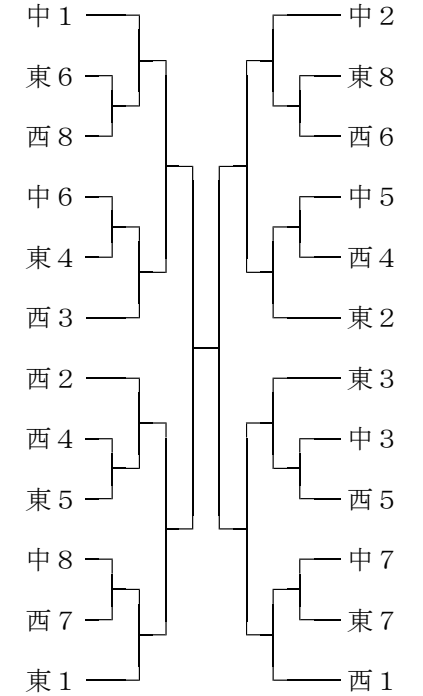 中１ 中２
東６ 東８
西８ 西６
中６ 中５
東４ 西４
西３ 東２
西２ 東３
西４ 中３
東５ 西５
中８ 中７
西７ 東７
東１ 西１